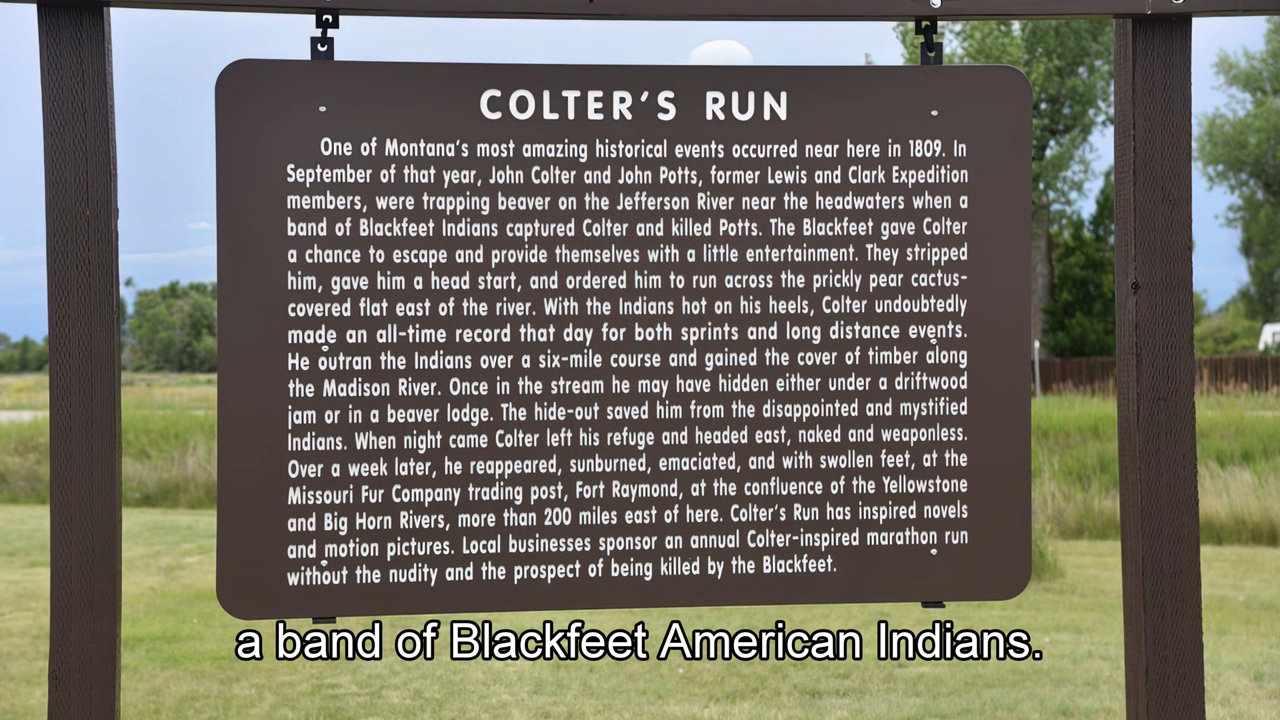 COLTER'S RUN
One of Montana's most amazing historical events occurred near here in 1809. In
September of that year, John Colter and John Potts, former Lewis and Clark Expedition
members, were trapping beaver on the Jefferson River near the headwaters when a
band of Blackfeet Indians captured Colter and killed Potts. The Blackfeet gave Colter
a chance to escape and provide themselves with a little entertainment. They stripped
him, gave him a head start, and ordered him to run across the prickly pear cactus-
covered flat east of the river. With the Indians hot on his heels, Colter undoubtedly
made an all-time record that day for both sprints and long distance events.
He outran the Indians over a six-mile course and gained the cover of timber along
the Madison River. Once in the stream he may have hidden either under a driftwood
jam or in a beaver lodge. The hide-out saved him from the disappointed and mystified
Indians. When night came Colter left his refuge and headed east, naked and weaponless.
Over a week later, he reappeared, sunburned, emaciated, and with swollen feet, at the
Missouri Fur Company trading post, Fort Raymond, at the confluence of the Yellowstone
and Big Horn Rivers, more than 200 miles east of here. Colter's Run has inspired novels
and motion pictures. Local businesses sponsor an annual Colter-inspired marathon run
without the nudity and the prospect of being killed by the Blackfeet.
a band of Blackfeet American Indians.